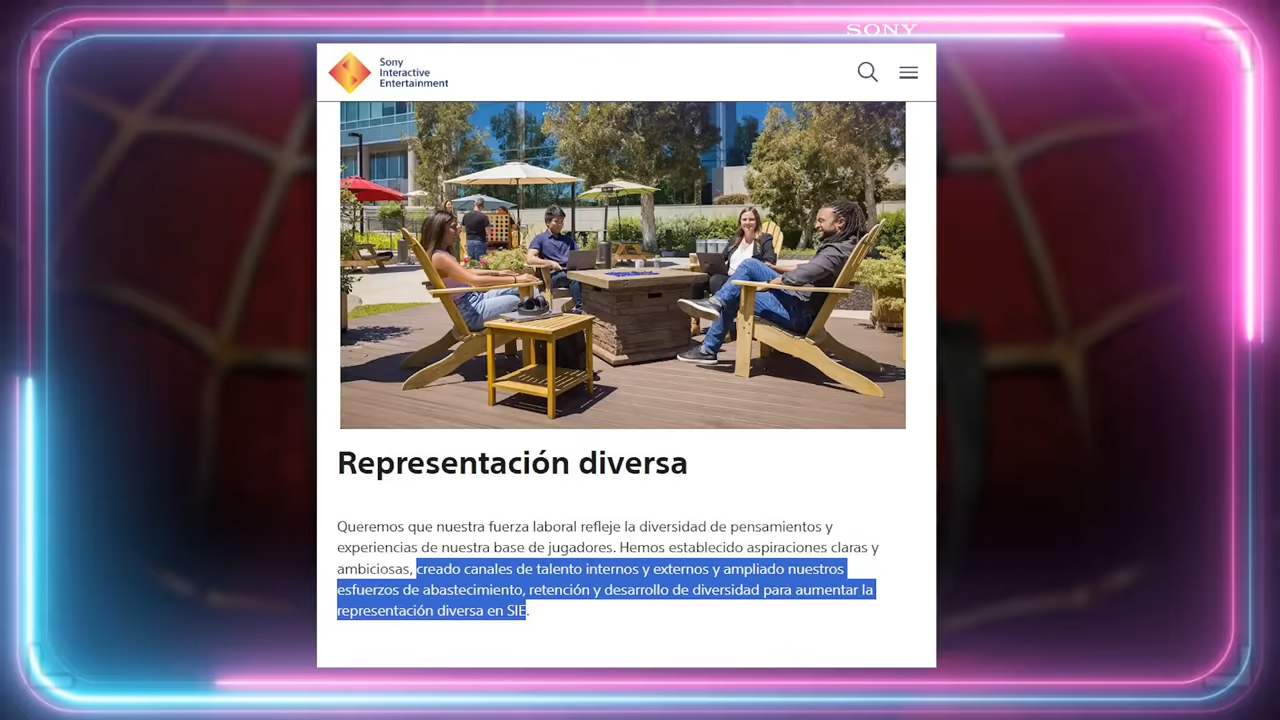 SONY
Sony
Interactive
Entertainment
Representación diversa
Queremos que nuestra fuerza laboral refleje la diversidad de pensamientos y
experiencias de nuestra base de jugadores. Hemos establecido aspiraciones claras y
ambiciosas, creado canales de talento internos y externos y ampliado nuestros
esfuerzos de abastecimiento, retención y desarrollo de diversidad para aumentar la
representación diversa en SIE.